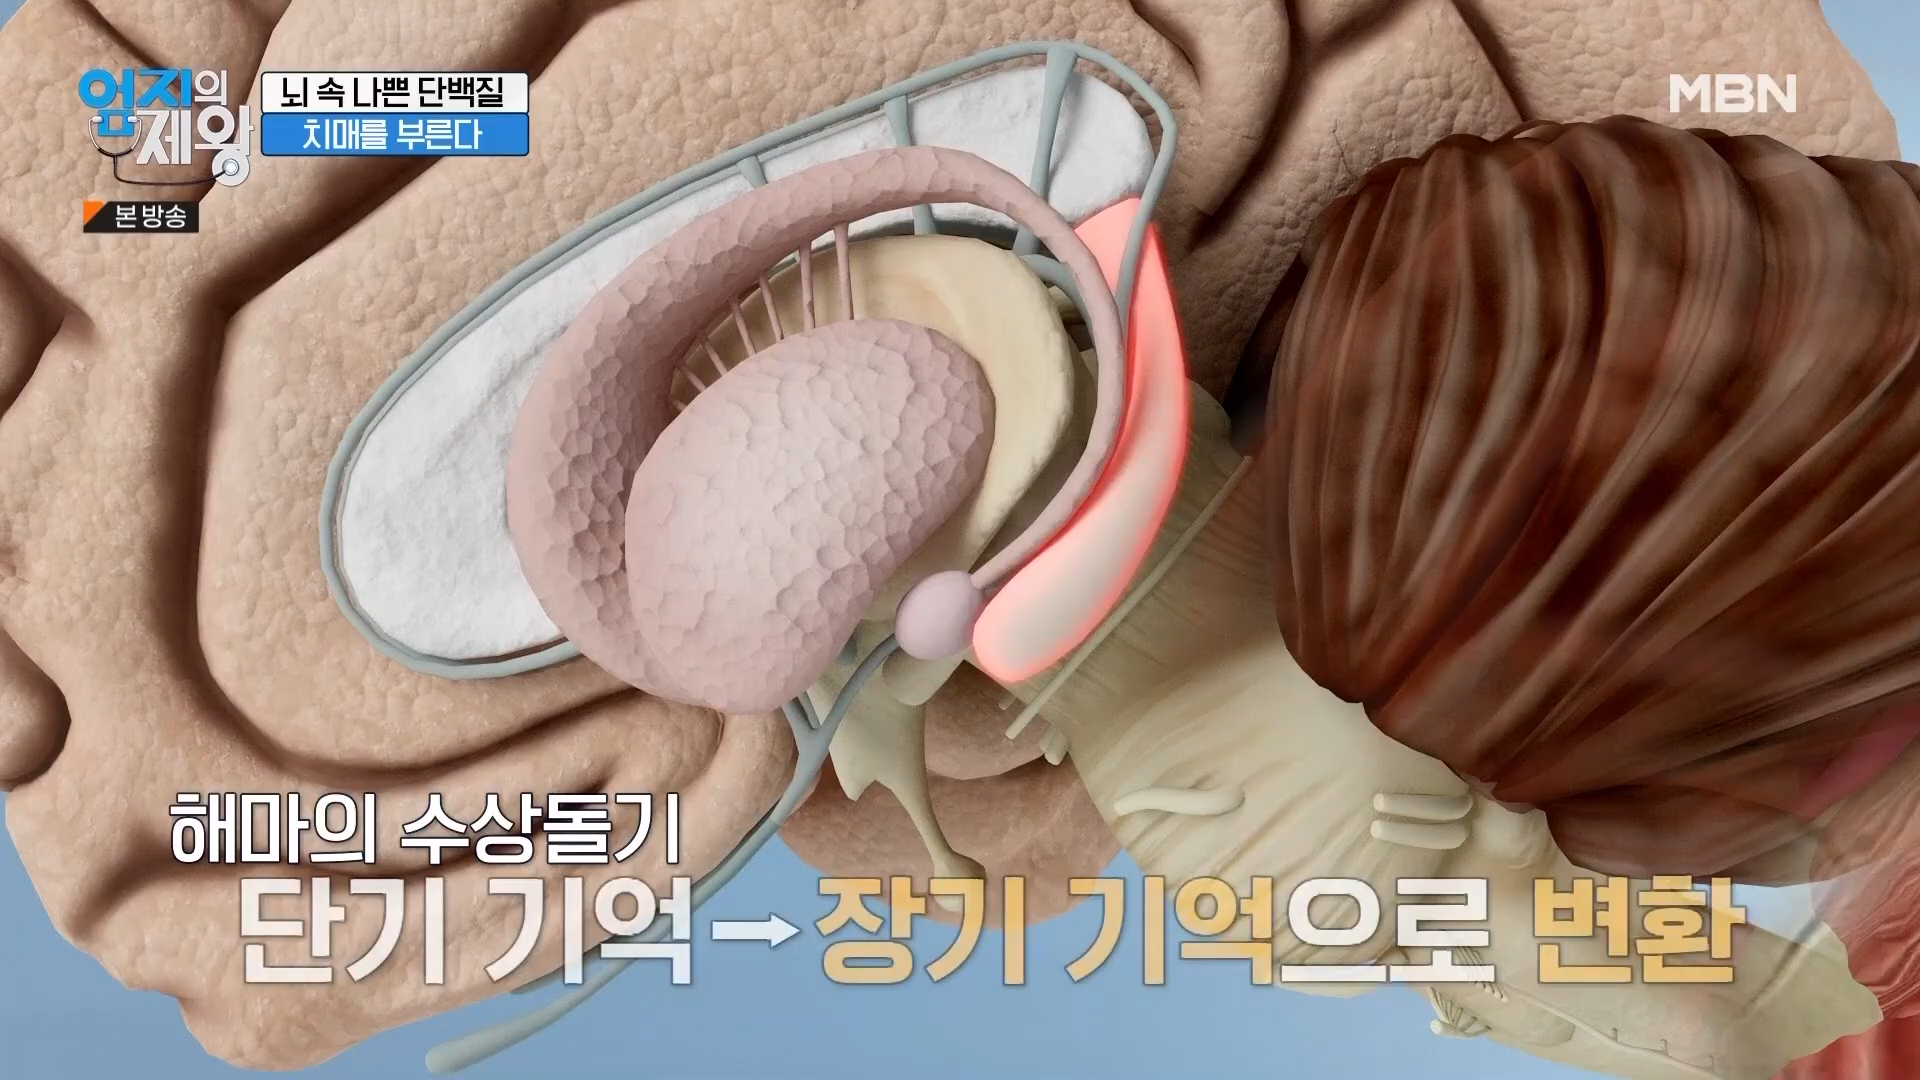 엄지의
제왕
뇌 속 나쁜 단백질
치매를 부른다
본방송
MBN
해마의 수상돌기
단기 기억→장기 기억으로 변환